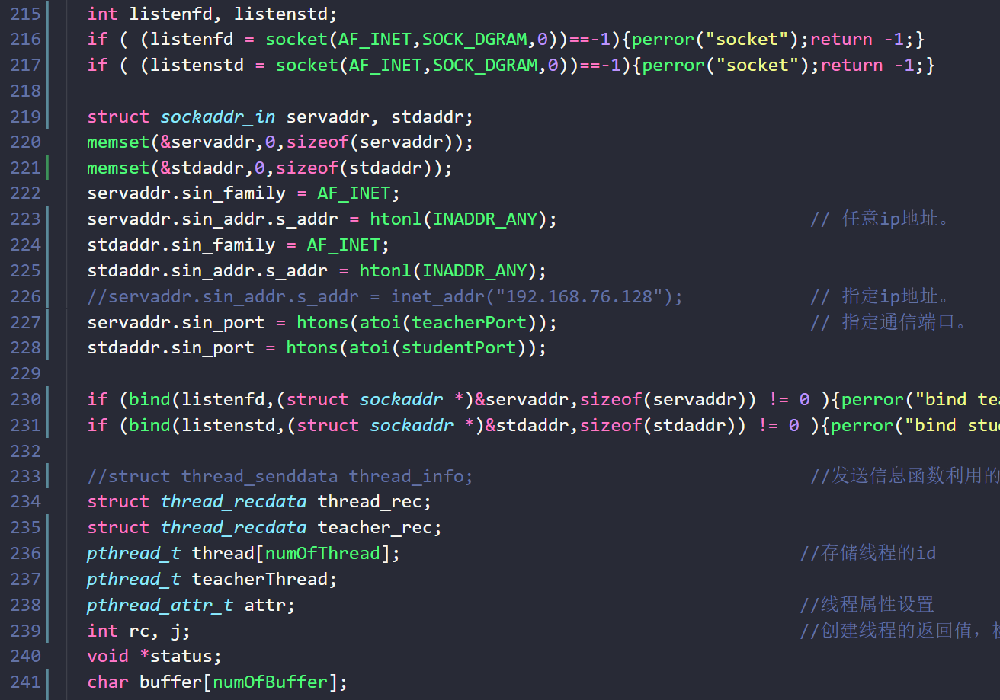 215 int listenfd, listenstd;
216 if ( (listenfd = socket(AF_INET,SOCK_DGRAM,0))==-1){perror("socket");return -1;}
217 if ( (listenstd = socket(AF_INET,SOCK_DGRAM,0))==-1){perror("socket");return -1;}
218
219 struct sockaddr_in servaddr, stdaddr;
220 memset(&servaddr,0,sizeof(servaddr));
221 memset(&stdaddr,0,sizeof(stdaddr));
222 servaddr.sin_family = AF_INET;
223 servaddr.sin_addr.s_addr = htonl(INADDR_ANY); // 任意ip地址。
224 stdaddr.sin_family = AF_INET;
225 stdaddr.sin_addr.s_addr = htonl(INADDR_ANY);
226 //servaddr.sin_addr.s_addr = inet_addr("192.168.76.128"); // 指定ip地址。
227 servaddr.sin_port = htons(atoi(teacherPort)); // 指定通信端口。
228 stdaddr.sin_port = htons(atoi(studentPort));
229
230 if (bind(listenfd,(struct sockaddr *)&servaddr,sizeof(servaddr)) != 0 ){perror("bind te
231 if (bind(listenstd,(struct sockaddr *)&stdaddr,sizeof(stdaddr)) != 0 ){perror("bind stu
232
233 //struct thread_senddata thread_info; //发送信息函数利用的
234 struct thread_recdata thread_rec;
235 struct thread_recdata teacher_rec;
236 pthread_t thread[numOfThread]; //存储线程的id
237 pthread_t teacherThread;
238 pthread_attr_t attr; //线程属性设置
239 int rc, j; //创建线程的返回值，
240 void *status;
241 char buffer[numOfBuffer];